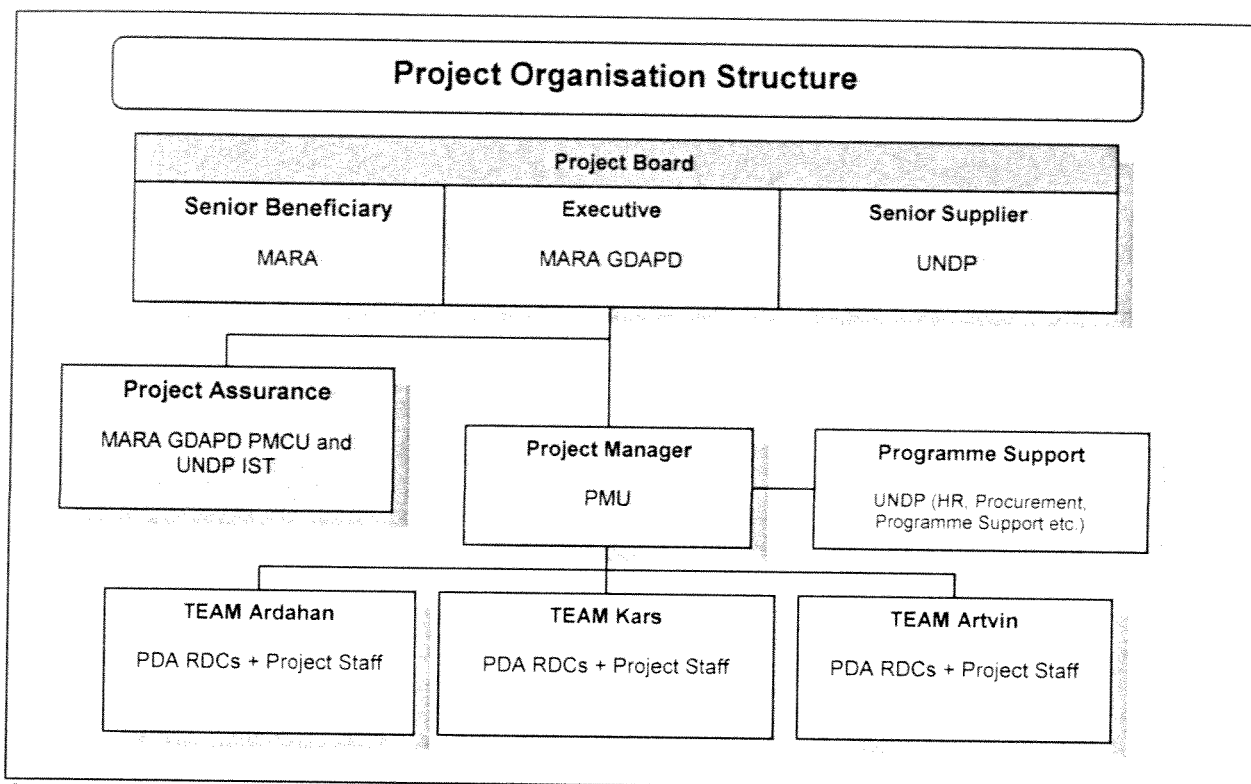 Project Organisation Structure
Project Board
Senior Beneficiary
MARA
Executive
MARA GDAPD
Senior Supplier
UNDP
Project Assurance
MARA GDAPD PMCU and
UNDP IST
Project Manager
PMU
Programme Support
UNDP (HR, Procurement,
Programme Support etc.)
TEAM Ardahan
PDA RDCs + Project Staff
TEAM Kars
PDA RDCs + Project Staff
TEAM Artvin
PDA RDCs + Project Staff